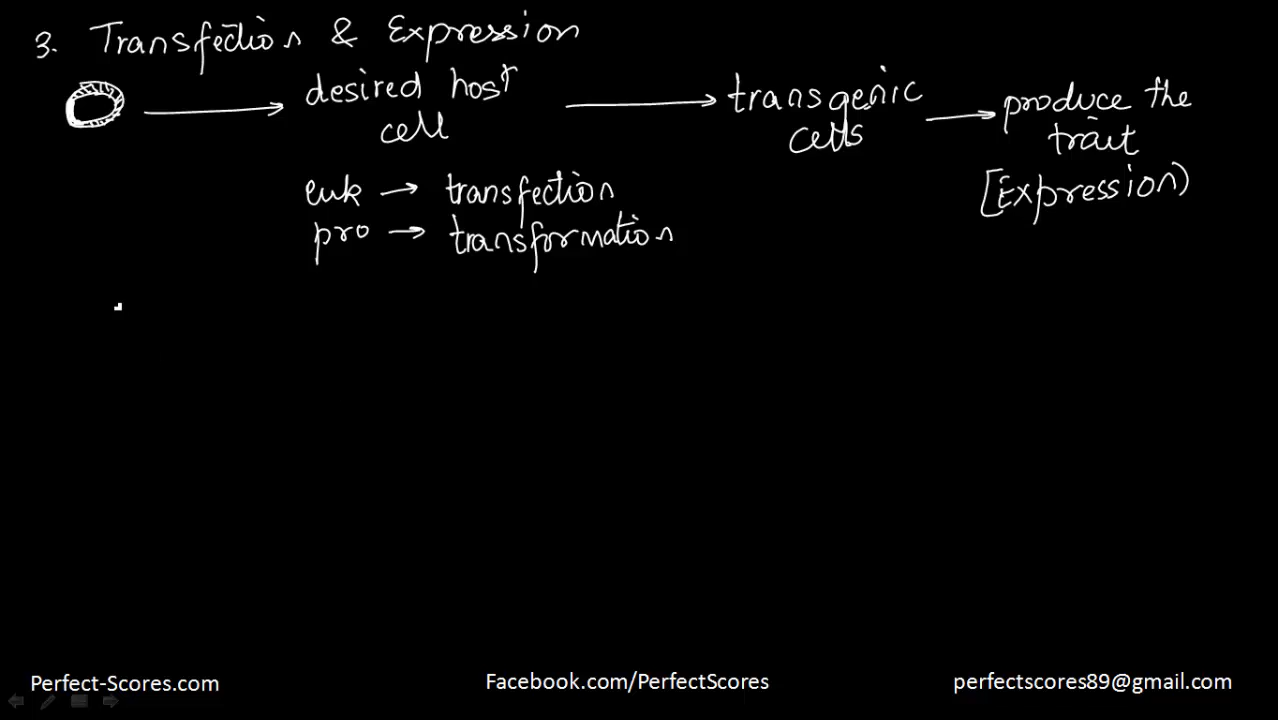 3. Transfection & Expression
desired host cell
transgenic cells
produce the trait
[Expression)
euk → transfection
pro → transformation
Perfect-Scores.com
Facebook.com/PerfectScores
perfectscores89@gmail.com